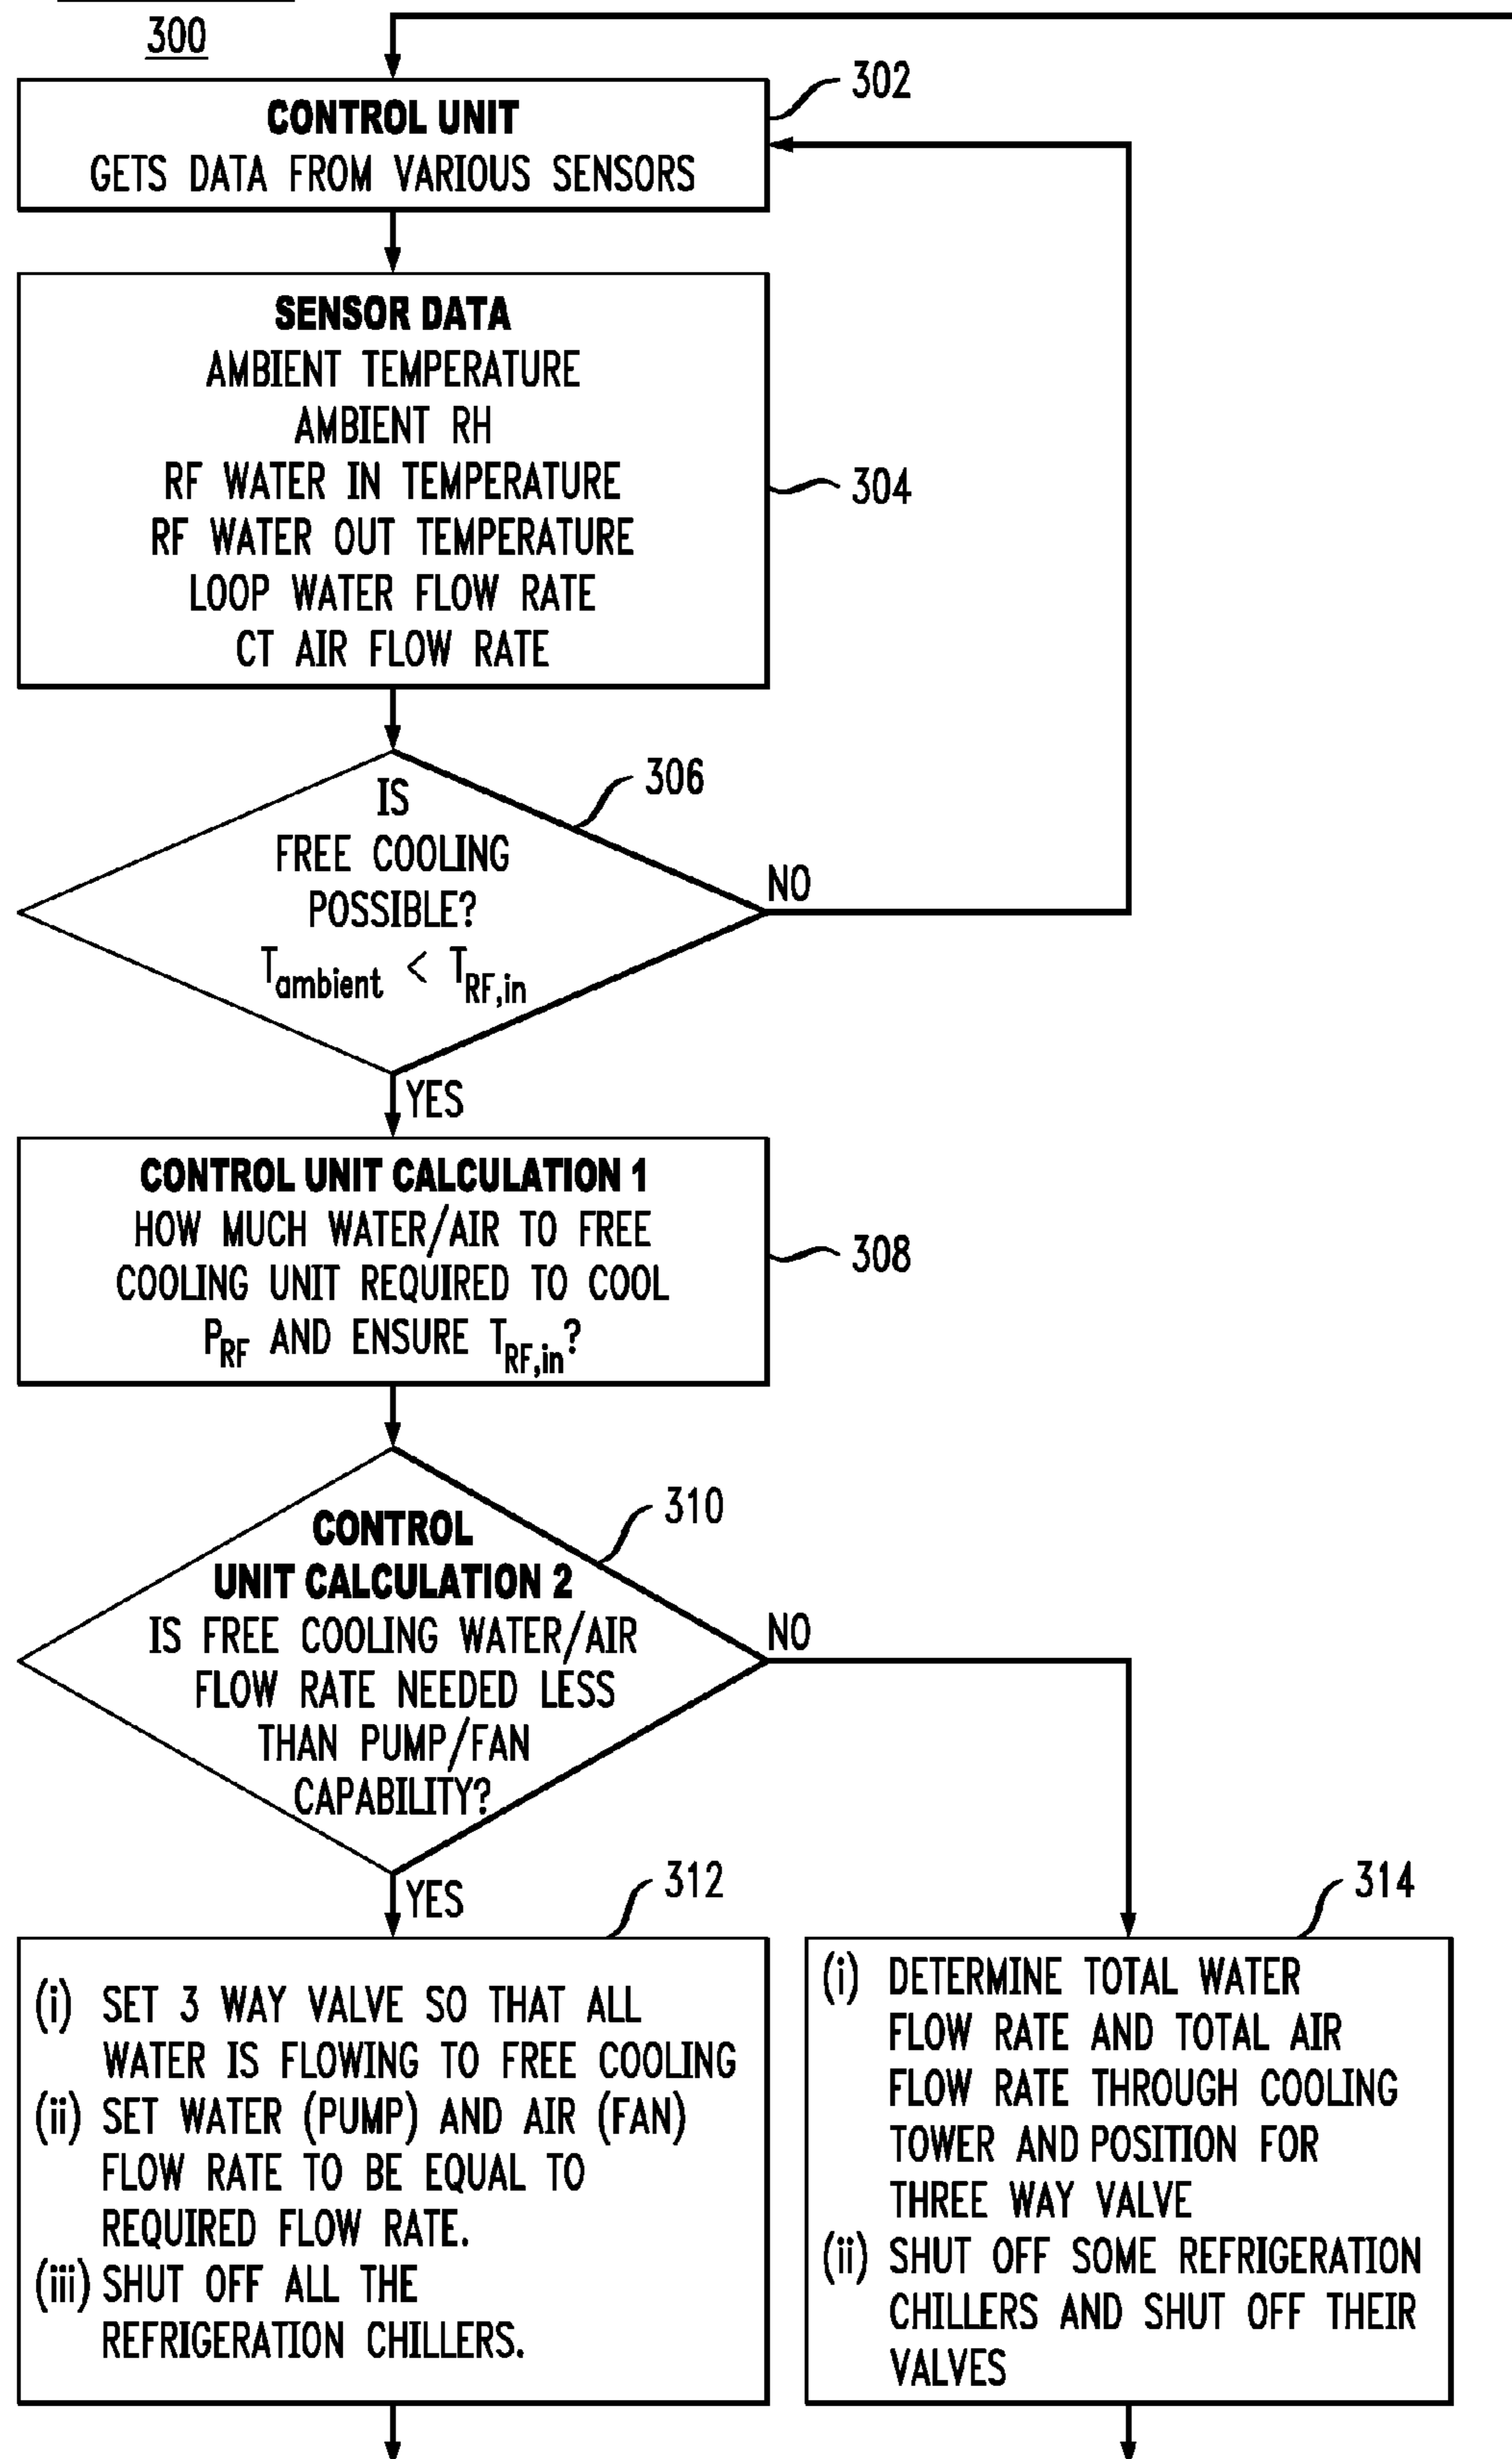 300
302
CONTROL UNIT
GETS DATA FROM VARIOUS SENSORS
SENSOR DATA
AMBIENT TEMPERATURE
AMBIENT RH
RF WATER IN TEMPERATURE
RF WATER OUT TEMPERATURE
LOOP WATER FLOW RATE
CT AIR FLOW RATE
304
306
IS
FREE COOLING
POSSIBLE?
Tambient < TRF,in
NO
YES
CONTROL UNIT CALCULATION 1
HOW MUCH WATER/AIR TO FREE
COOLING UNIT REQUIRED TO COOL
PRF AND ENSURE TRF,in?
308
310
CONTROL
UNIT CALCULATION 2
IS FREE COOLING WATER/AIR
FLOW RATE NEEDED LESS
THAN PUMP/FAN
CAPABILITY?
NO
YES
312
(i) SET 3 WAY VALVE SO THAT ALL
WATER IS FLOWING TO FREE COOLING
(ii) SET WATER (PUMP) AND AIR (FAN)
FLOW RATE TO BE EQUAL TO
REQUIRED FLOW RATE.
(iii) SHUT OFF ALL THE
REFRIGERATION CHILLERS.
314
(i) DETERMINE TOTAL WATER
FLOW RATE AND TOTAL AIR
FLOW RATE THROUGH COOLING
TOWER AND POSITION FOR
THREE WAY VALVE
(ii) SHUT OFF SOME REFRIGERATION
CHILLERS AND SHUT OFF THEIR
VALVES